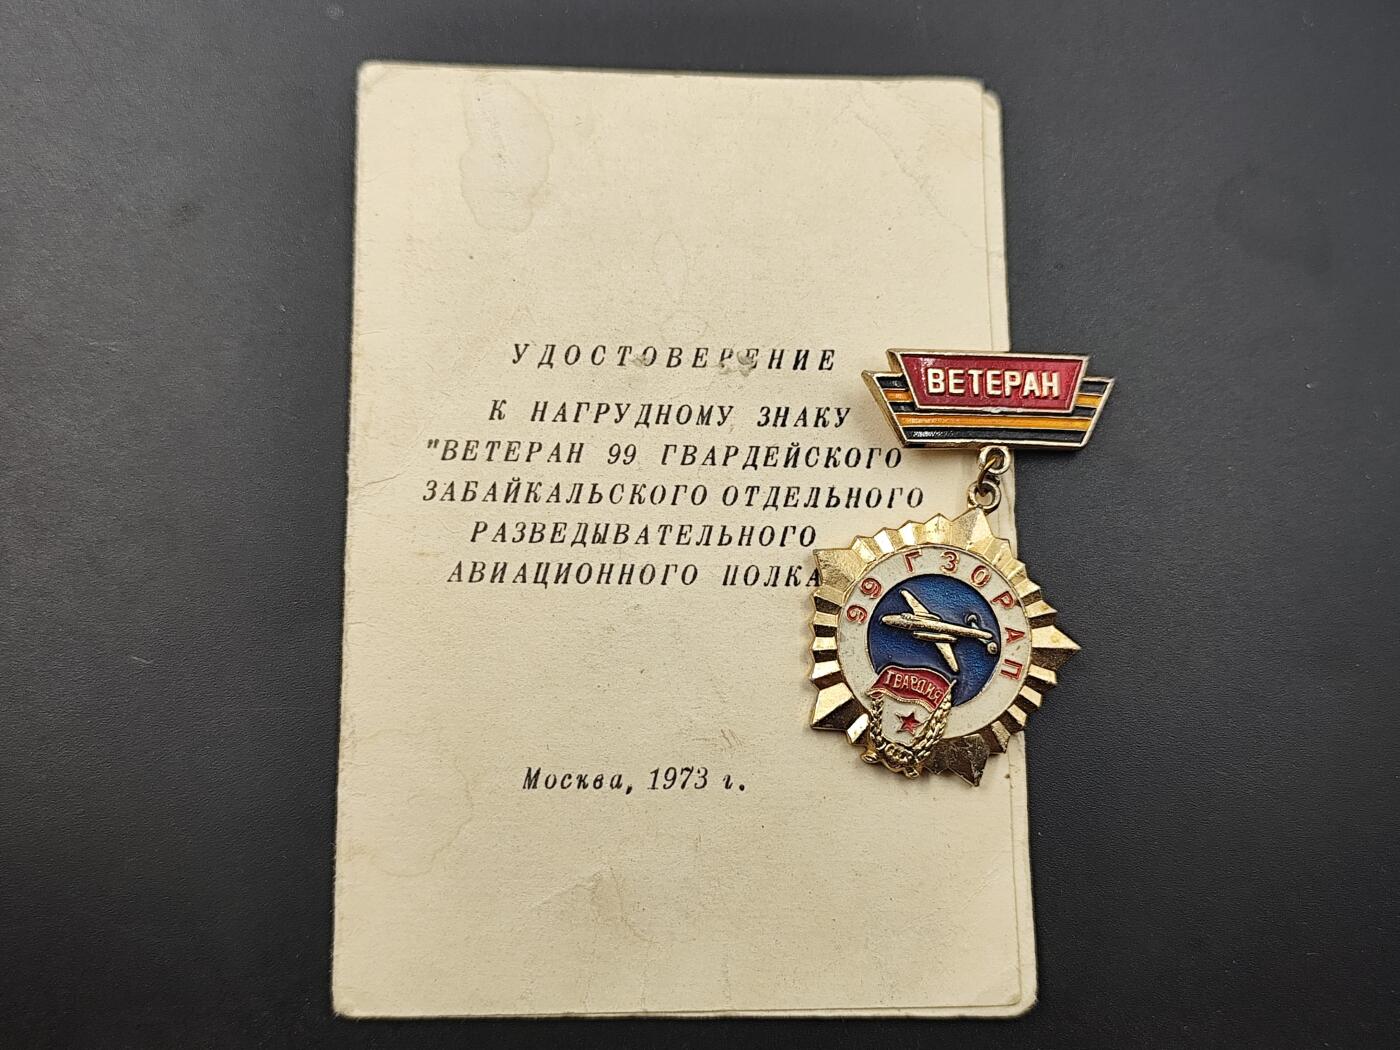 УДОСТОВЕРЕНИЕ
К НАГРУДНОМУ ЗНАКУ
"ВЕТЕРАН 99 ГВАРДЕЙСКОГО
ЗАБАЙКАЛЬСКОГО ОТДЕЛЬНОГО
РАЗВЕДЫВАТЕЛЬНОГО
АВИАЦИОННОГО ПОЛКА
Москва, 1973 г.
ВЕТЕРАН
99 ГЗОРАП
ГВАРДИЯ